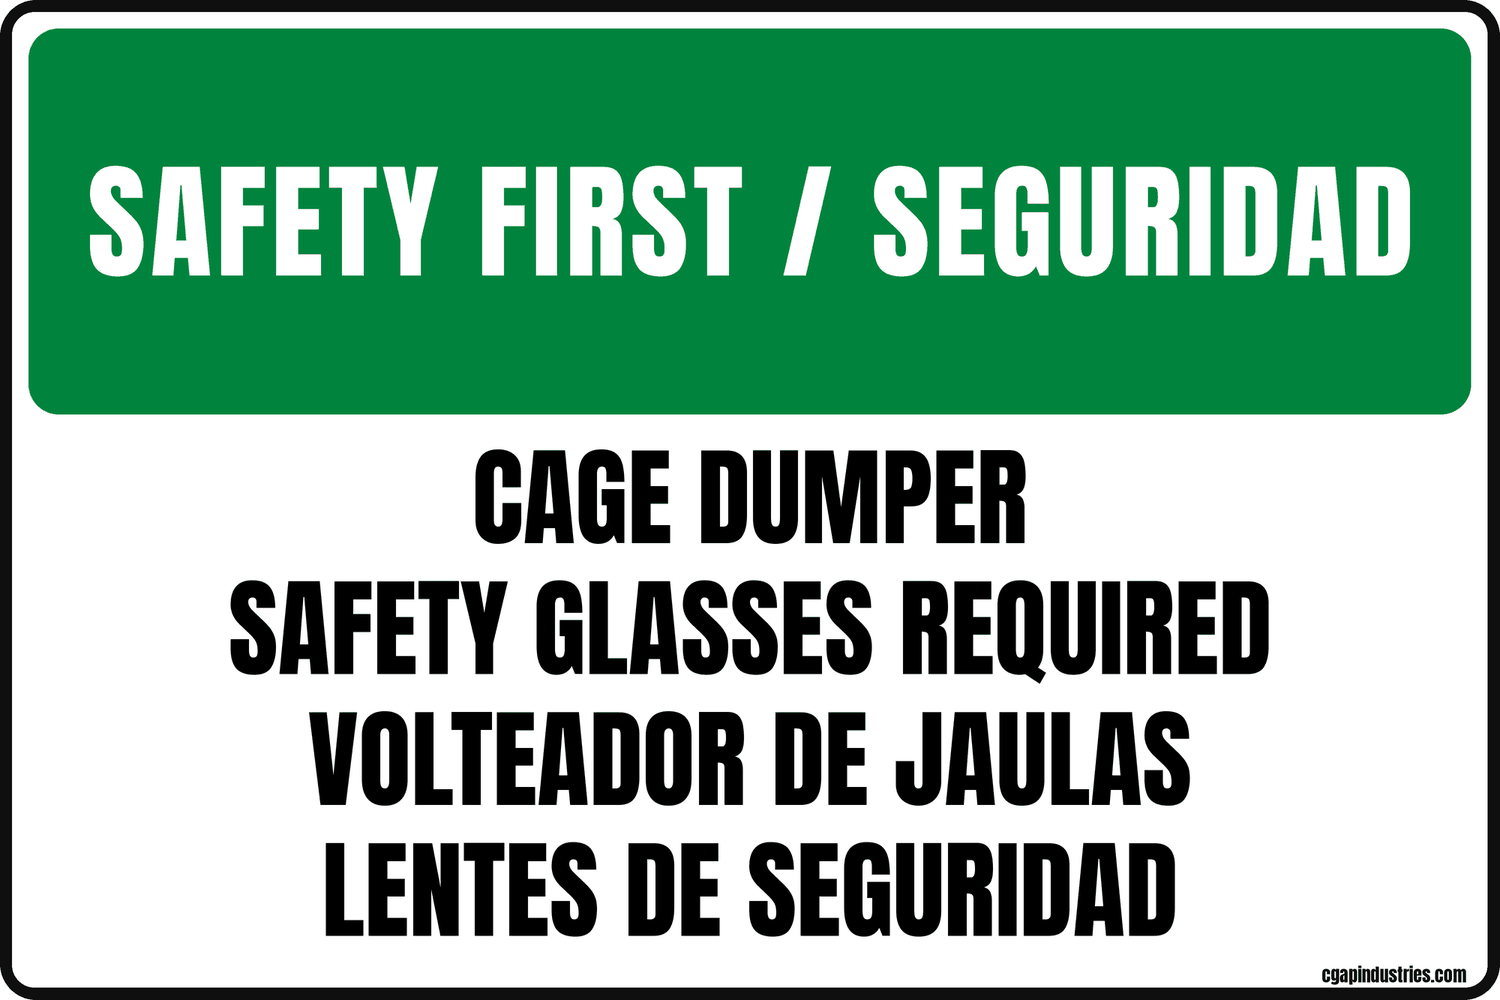 SAFETY FIRST / SEGURIDAD
CAGE DUMPER
SAFETY GLASSES REQUIRED
VOLTEADOR DE JAULAS
LENTES DE SEGURIDAD
cgapindustries.com